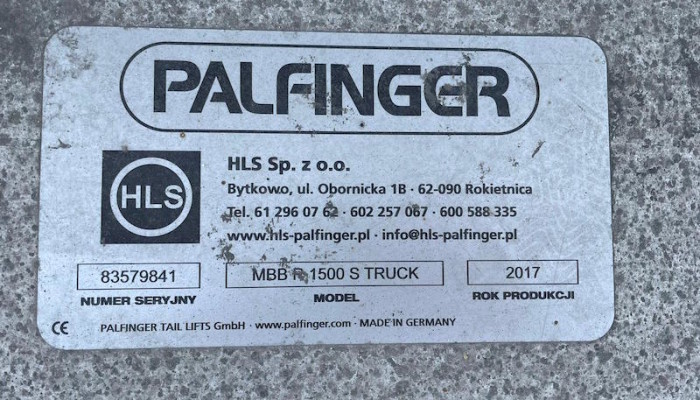 PALFINGER
HLS
HLS Sp. z o.o.
Bytkowo, ul. Obornicka 1B · 62-090 Rokietnica
Tel. 61 296 07 62 · 602 257 067 · 600 588 335
www.hls-palfinger.pl · info@hls-palfinger.pl
83579841 MBB R 1500 S TRUCK 2017
NUMER SERYJNY MODEL ROK PRODUKCJI
CE PALFINGER TAIL LIFTS GmbH · www.palfinger.com · MADE IN GERMANY